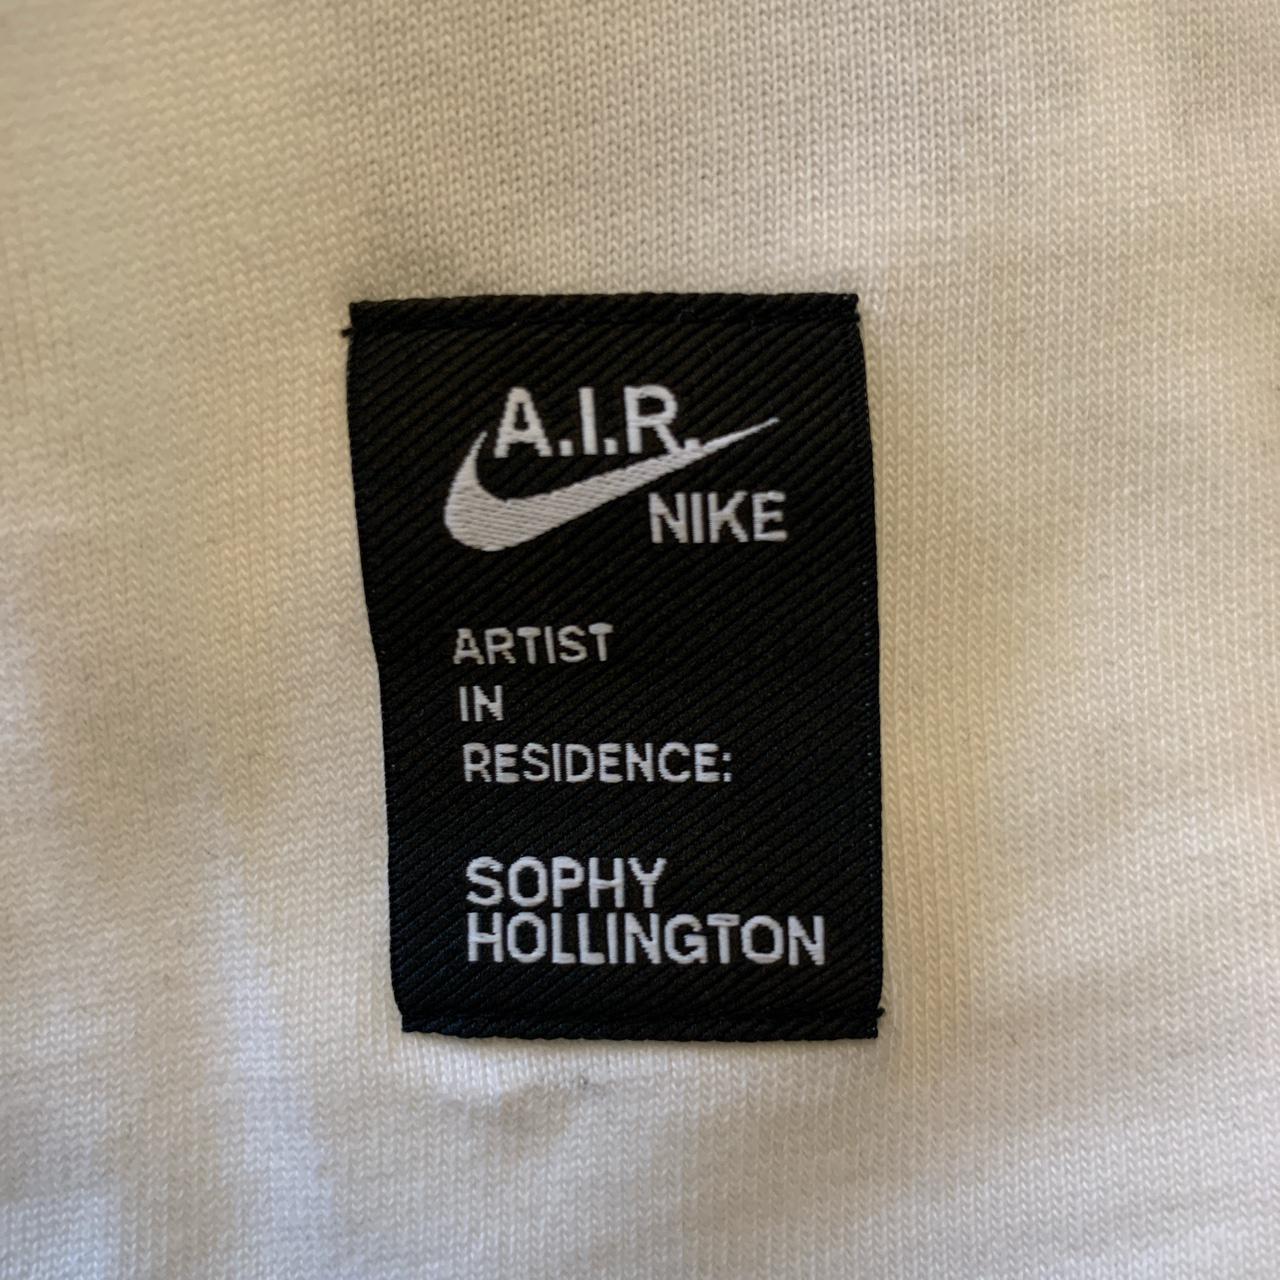 A.I.R.
NIKE
ARTIST
IN
RESIDENCE:
SOPHY
HOLLINGTON